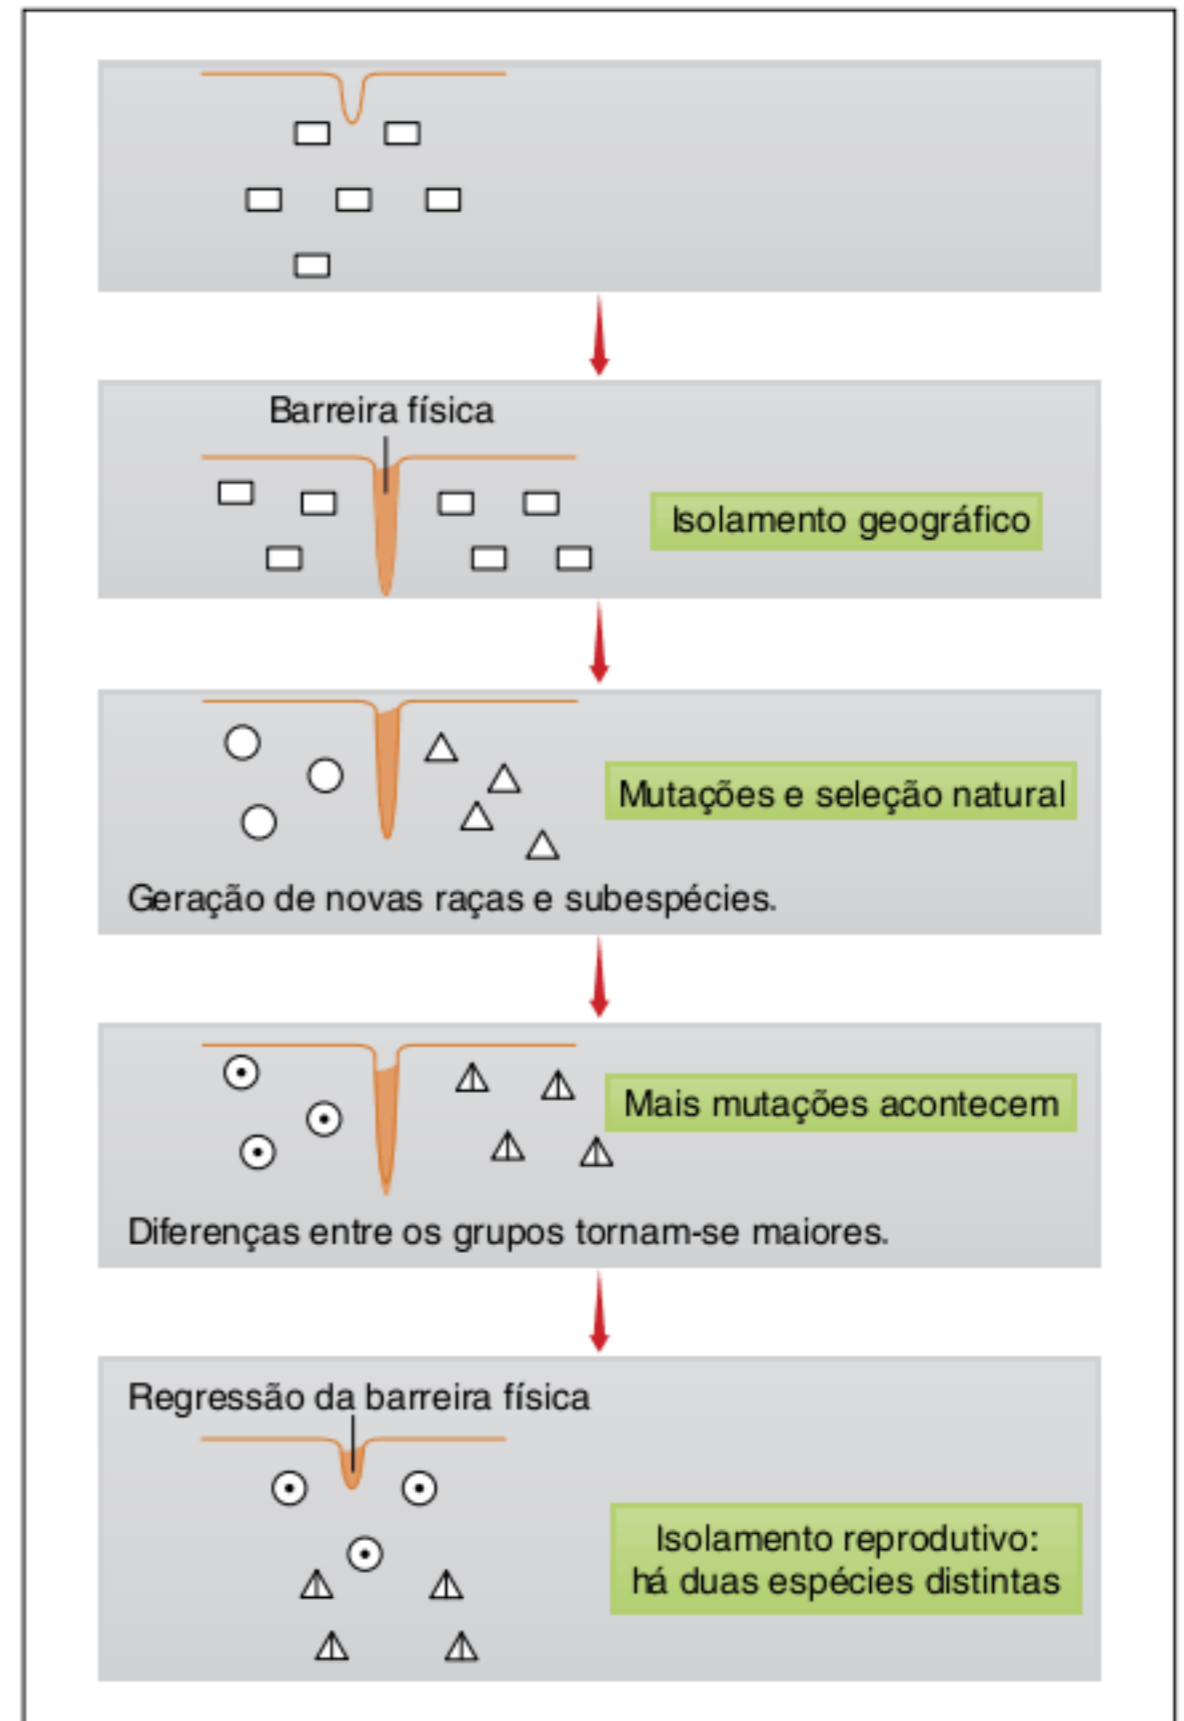 Barreira física
Isolamento geográfico
Mutações e seleção natural
Geração de novas raças e subespécies.
Mais mutações acontecem
Diferenças entre os grupos tornam-se maiores.
Regressão da barreira física
Isolamento reprodutivo:
há duas espécies distintas